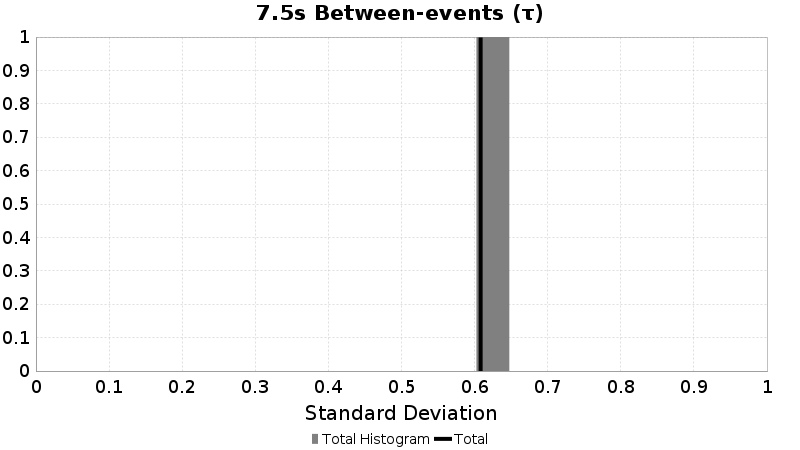 7.5s Between-events (τ)
1
0.9
0.8
0.7
0.6
0.5
0.4
0.3
0.2
0.1
0
0 0.1 0.2 0.3 0.4 0.5 0.6 0.7 0.8 0.9 1
Standard Deviation
Total Histogram Total